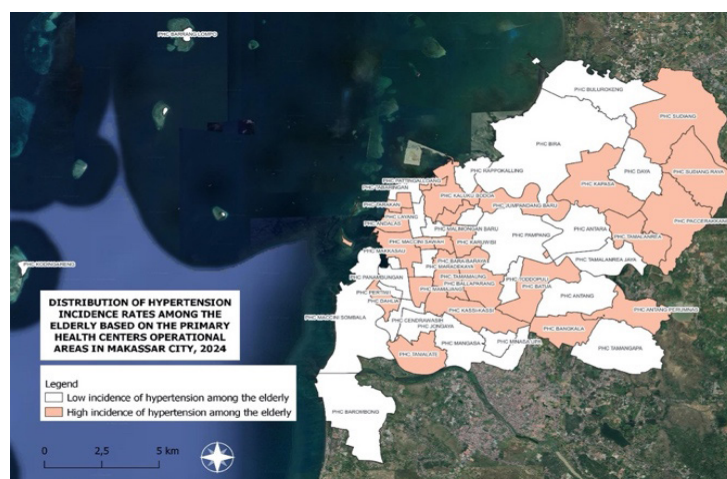 PHC BARRANG LOMPO
PHC BULUROKENG
PHC SUDIANG
PHC BIRA
PHC RAPPOKALLING
PHC DAYA
PHC SUDIANG RAYA
PHC KAPASA
PHC TABARINGAN
PHC KALUKU BODOA
PHC JUMPANDANG BARU
PHC TARAKAN
PHC LAYANG
PHC PACCERAKKANG
PHC ANDALAS
PHC MALIMONGAN BARU
PHC PAMPANG
PHC ANTARA
PHC MACCINI SAWAH
PHC KARUWISI
PHC TAMALANREA
PHC MAKKASAU
PHC BARA-BARAYA
PHC MARADEKAYA
PHC TAMALANREA JAYA
PHC KODINGARENG
PHC PANAMBUNGAN
PHC TAMAMAUNG
PHC TODDOPULI
PHC BALLAPARANG
PHC BATUA
PHC PERTIWI
PHC MAMAJANG
PHC ANTANG
PHC DAHLIA
PHC KASSI-KASSI
PHC ANTANG PERUMNAS
PHC MACCINI SOMBALA
PHC CENDRAWASIH
PHC JONGAYA
PHC BANGKALA
PHC MANGASA
PHC MINASAUPA
PHC TAMALATE
PHC TAMANGAPA
PHC BAROMBONG
DISTRIBUTION OF HYPERTENSION
INCIDENCE RATES AMONG THE
ELDERLY BASED ON THE PRIMARY
HEALTH CENTERS OPERATIONAL
AREAS IN MAKASSAR CITY, 2024
Legend
Low incidence of hypertension among the elderly
High incidence of hypertension among the elderly
0 2,5 5 km